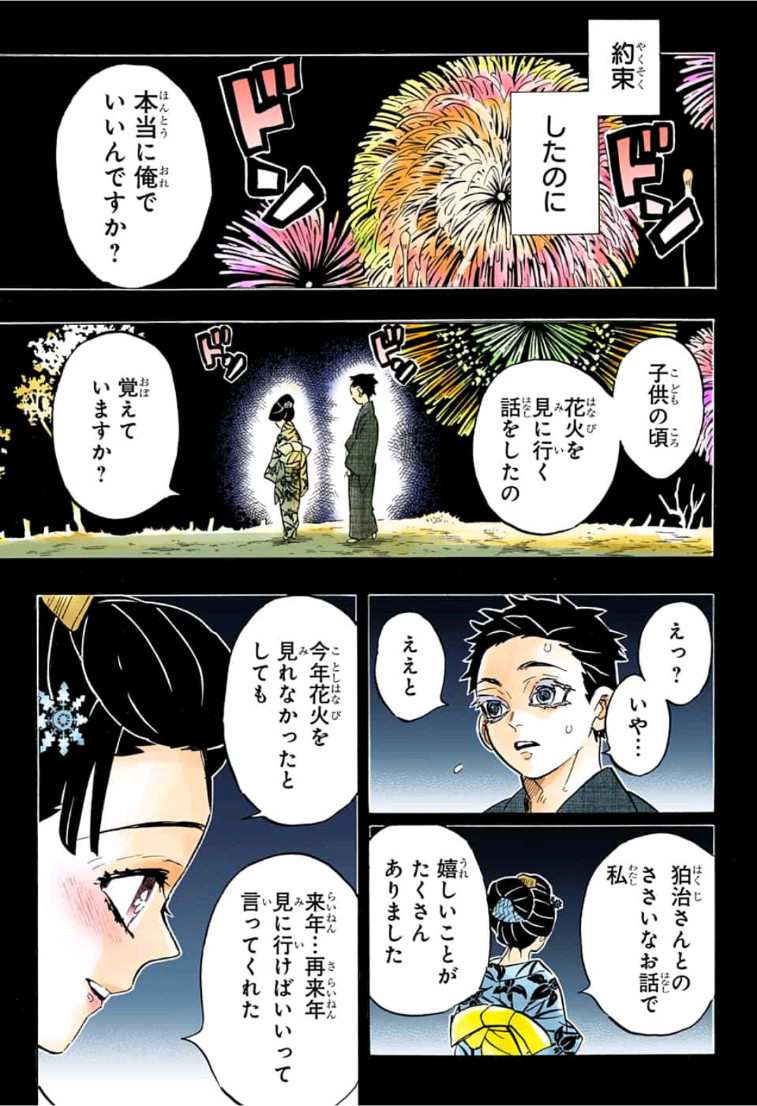 約束
したのに
ドドン
ドン
本当に俺で
いいんですか？
子供の頃
花火を
見に行く
話をしたの
ドン
ドドン
覚えて
いますか？
えっ？
いや…
ええと
狛治さんとの
ささいなお話で
私
嬉しいことが
たくさん
ありました
今年花火を
見れなかったと
しても
来年…再来年
見に行けばいいって
言ってくれた